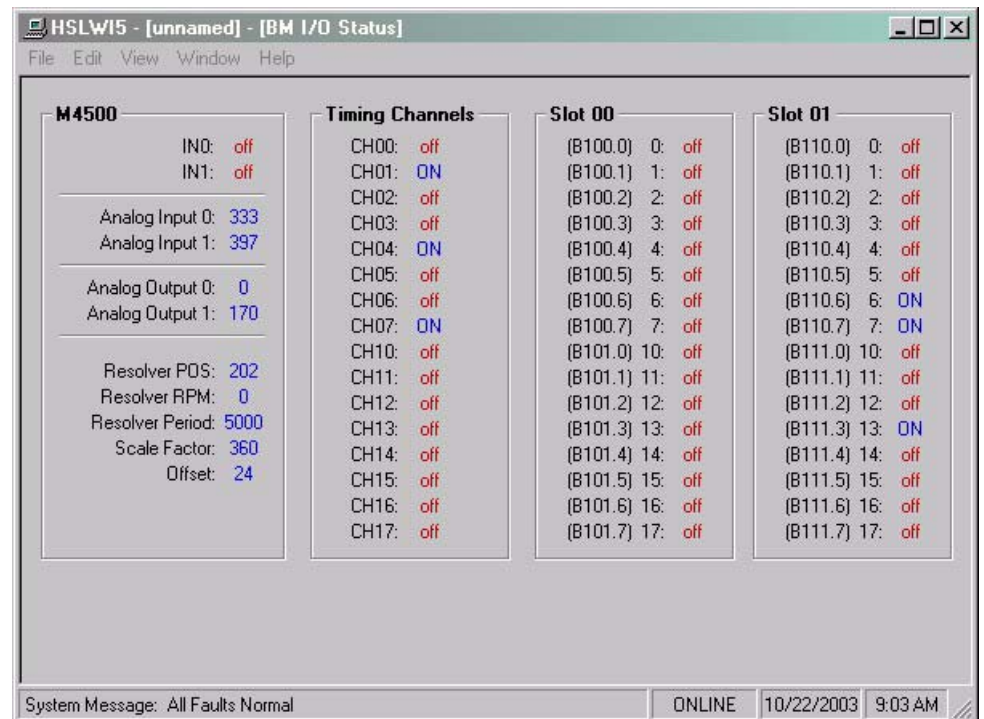 HSLWI5 - [unnamed] - [BM I/O Status]
File Edit View Window Help
M4500
IN0: off
IN1: off
Analog Input 0: 333
Analog Input 1: 397
Analog Output 0: 0
Analog Output 1: 170
Resolver POS: 202
Resolver RPM: 0
Resolver Period: 5000
Scale Factor: 360
Offset: 24
Timing Channels
CH00: off
CH01: ON
CH02: off
CH03: off
CH04: ON
CH05: off
CH06: off
CH07: ON
CH10: off
CH11: off
CH12: off
CH13: off
CH14: off
CH15: off
CH16: off
CH17: off
Slot 00
(B100.0) 0: off
(B100.1) 1: off
(B100.2) 2: off
(B100.3) 3: off
(B100.4) 4: off
(B100.5) 5: off
(B100.6) 6: off
(B100.7) 7: off
(B101.0) 10: off
(B101.1) 11: off
(B101.2) 12: off
(B101.3) 13: off
(B101.4) 14: off
(B101.5) 15: off
(B101.6) 16: off
(B101.7) 17: off
Slot 01
(B110.0) 0: off
(B110.1) 1: off
(B110.2) 2: off
(B110.3) 3: off
(B110.4) 4: off
(B110.5) 5: off
(B110.6) 6: ON
(B110.7) 7: ON
(B111.0) 10: off
(B111.1) 11: off
(B111.2) 12: off
(B111.3) 13: ON
(B111.4) 14: off
(B111.5) 15: off
(B111.6) 16: off
(B111.7) 17: off
System Message: All Faults Normal
ONLINE
10/22/2003
9:03 AM